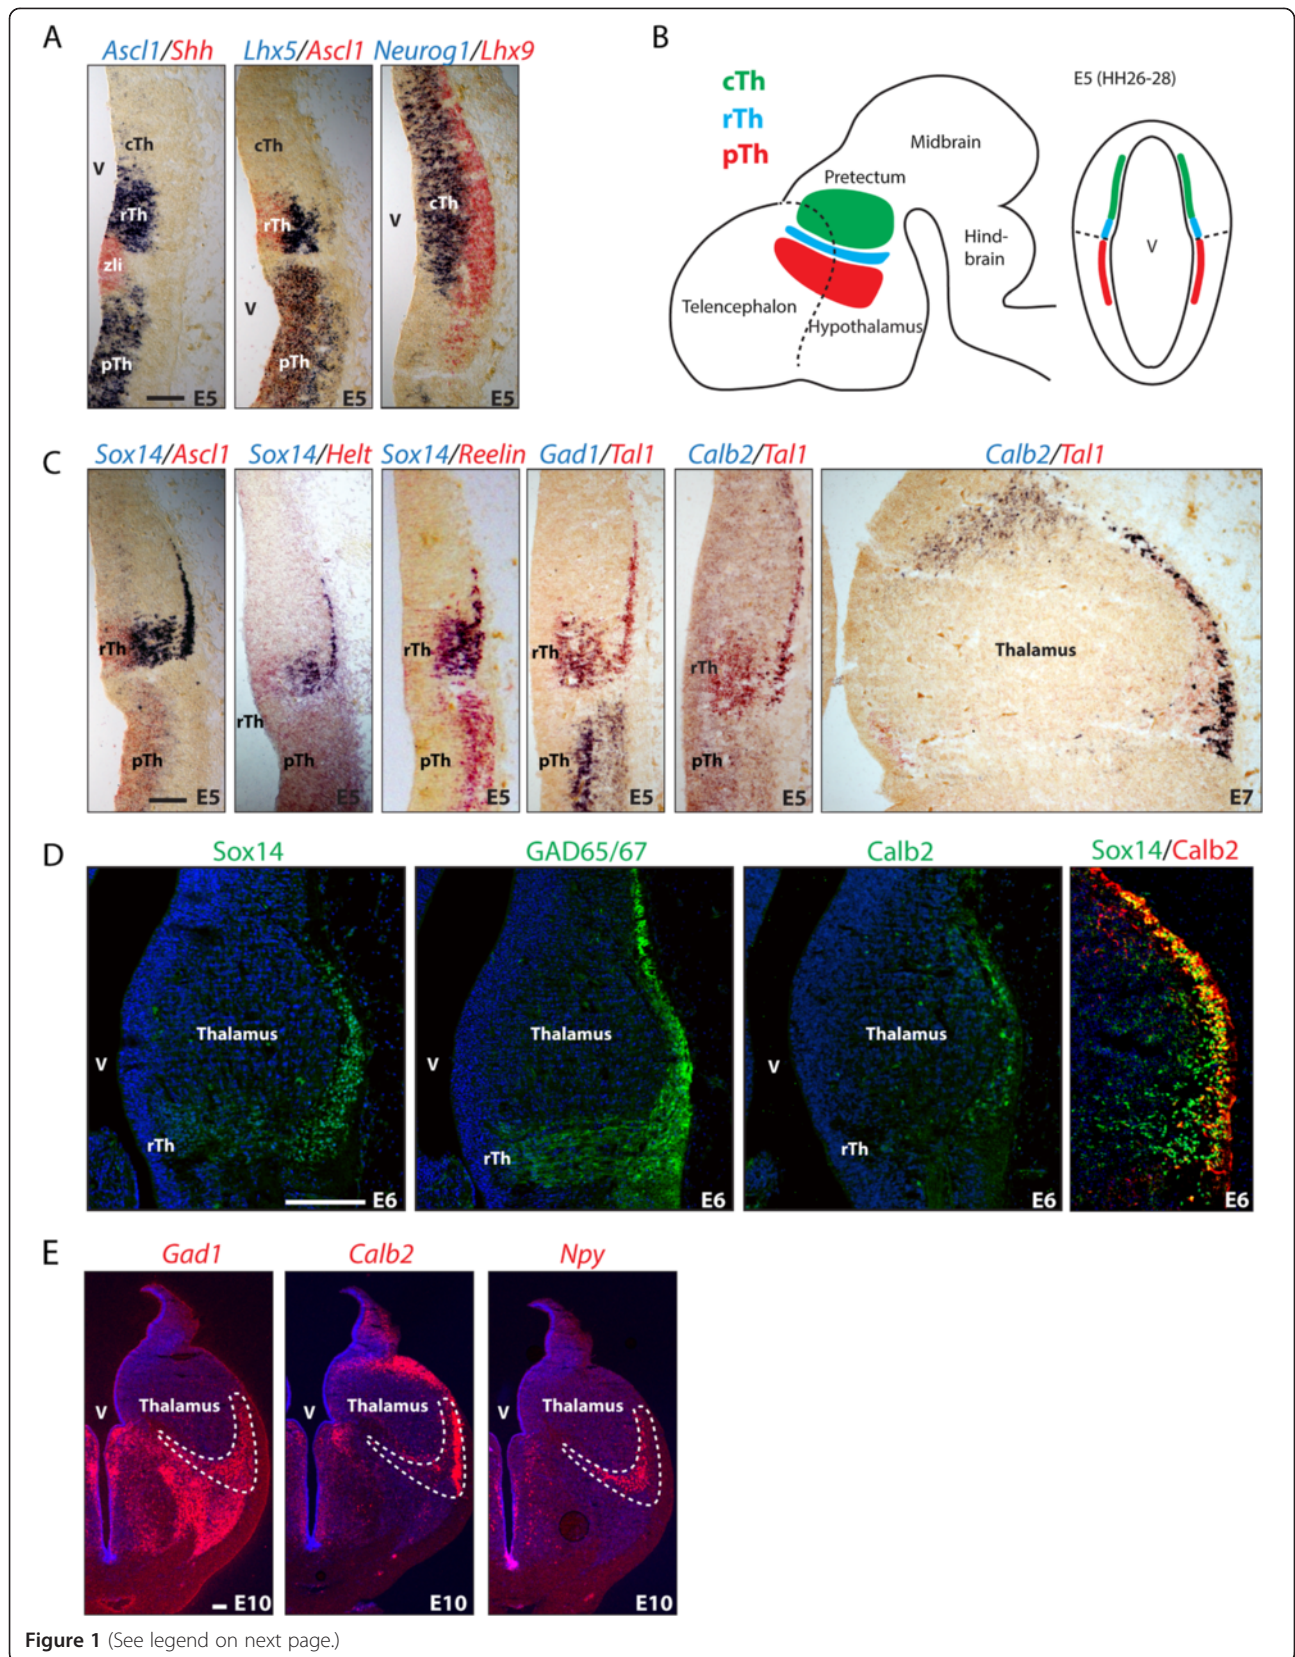 A
Ascl1/Shh
Lhx5/Ascl1
Neurog1/Lhx9
cTh
V
rTh
zli
pTh
E5
cTh
rTh
V
pTh
E5
cTh
V
E5
B
cTh
rTh
pTh
E5 (HH26-28)
Midbrain
Pretectum
Hind-
brain
Telencephalon
Hypothalamus
V
C
Sox14/Ascl1
Sox14/Helt
Sox14/Reelin
Gad1/Tal1
Calb2/Tal1
Calb2/Tal1
rTh
pTh
E5
rTh
pTh
E5
rTh
pTh
E5
rTh
pTh
E5
rTh
pTh
E5
Thalamus
E7
D
Sox14
GAD65/67
Calb2
Sox14/Calb2
Thalamus
V
rTh
E6
Thalamus
V
rTh
E6
Thalamus
V
rTh
E6
E6
E
Gad1
Calb2
Npy
Thalamus
V
E10
Thalamus
V
E10
Thalamus
V
E10
Figure 1 (See legend on next page.)